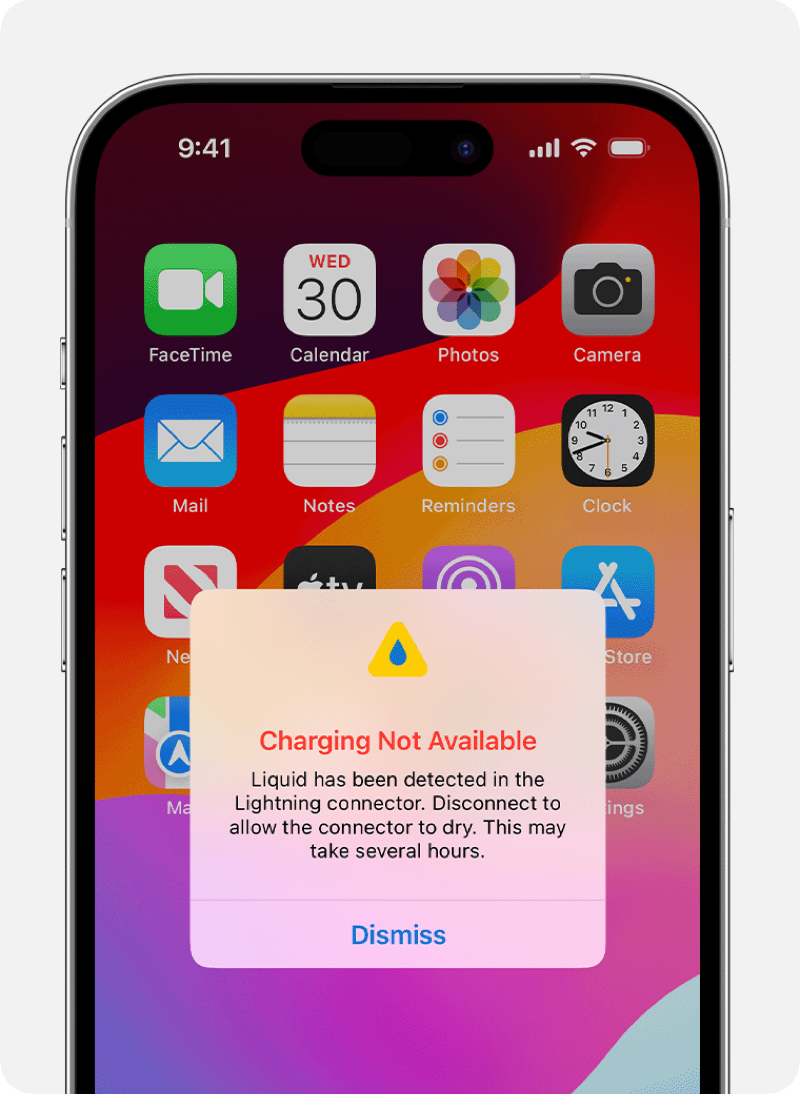 9:41
WED
30
FaceTime
Calendar
Photos
Camera
12
11 1
10 2
9 3
8 4
7 5
6
Mail
Notes
Reminders
Clock
tv
Ne
Store
Charging Not Available
Liquid has been detected in the
Lightning connector. Disconnect to
allow the connector to dry. This may
take several hours.
Ma
ings
Dismiss